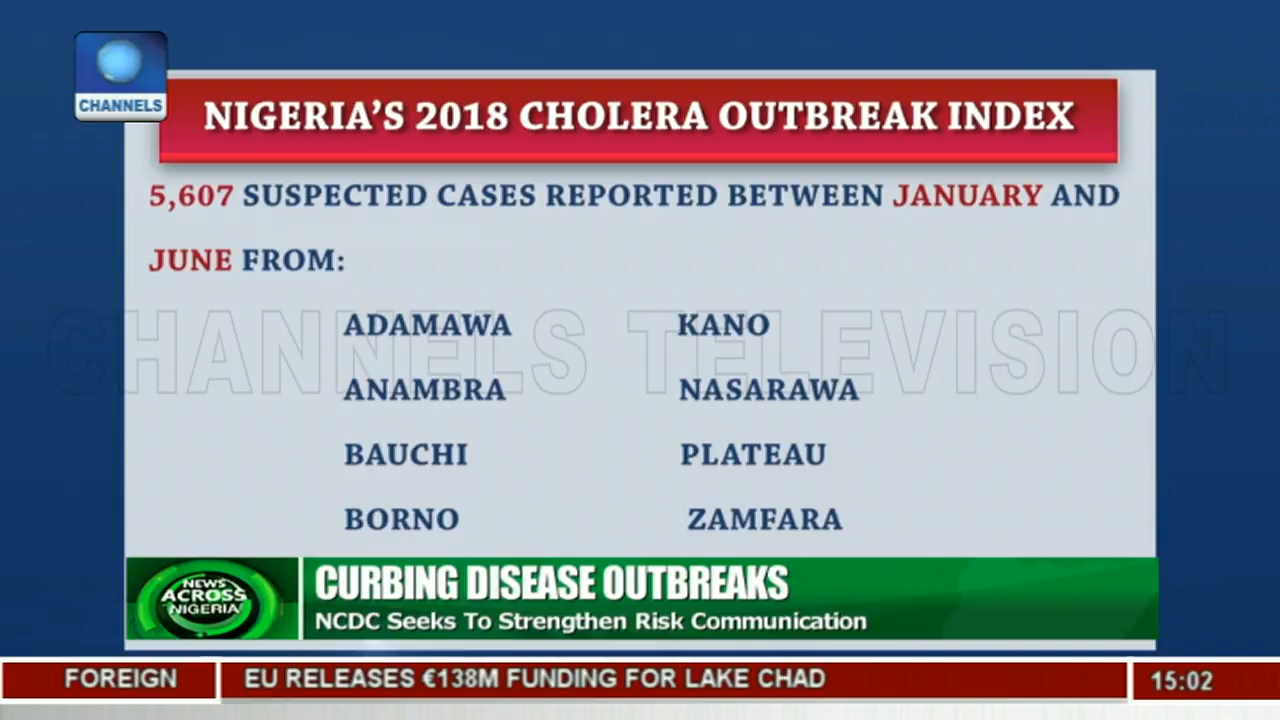 CHANNELS
NIGERIA'S 2018 CHOLERA OUTBREAK INDEX
5,607 SUSPECTED CASES REPORTED BETWEEN JANUARY AND
JUNE FROM:
ADAMAWA KANO
CHANNELS TELEVISION
ANAMBRA NASARAWA
BAUCHI PLATEAU
BORNO ZAMFARA
NEWS
ACROSS
NIGERIA
CURBING DISEASE OUTBREAKS
NCDC Seeks To Strengthen Risk Communication
FOREIGN EU RELEASES €138M FUNDING FOR LAKE CHAD 15:02